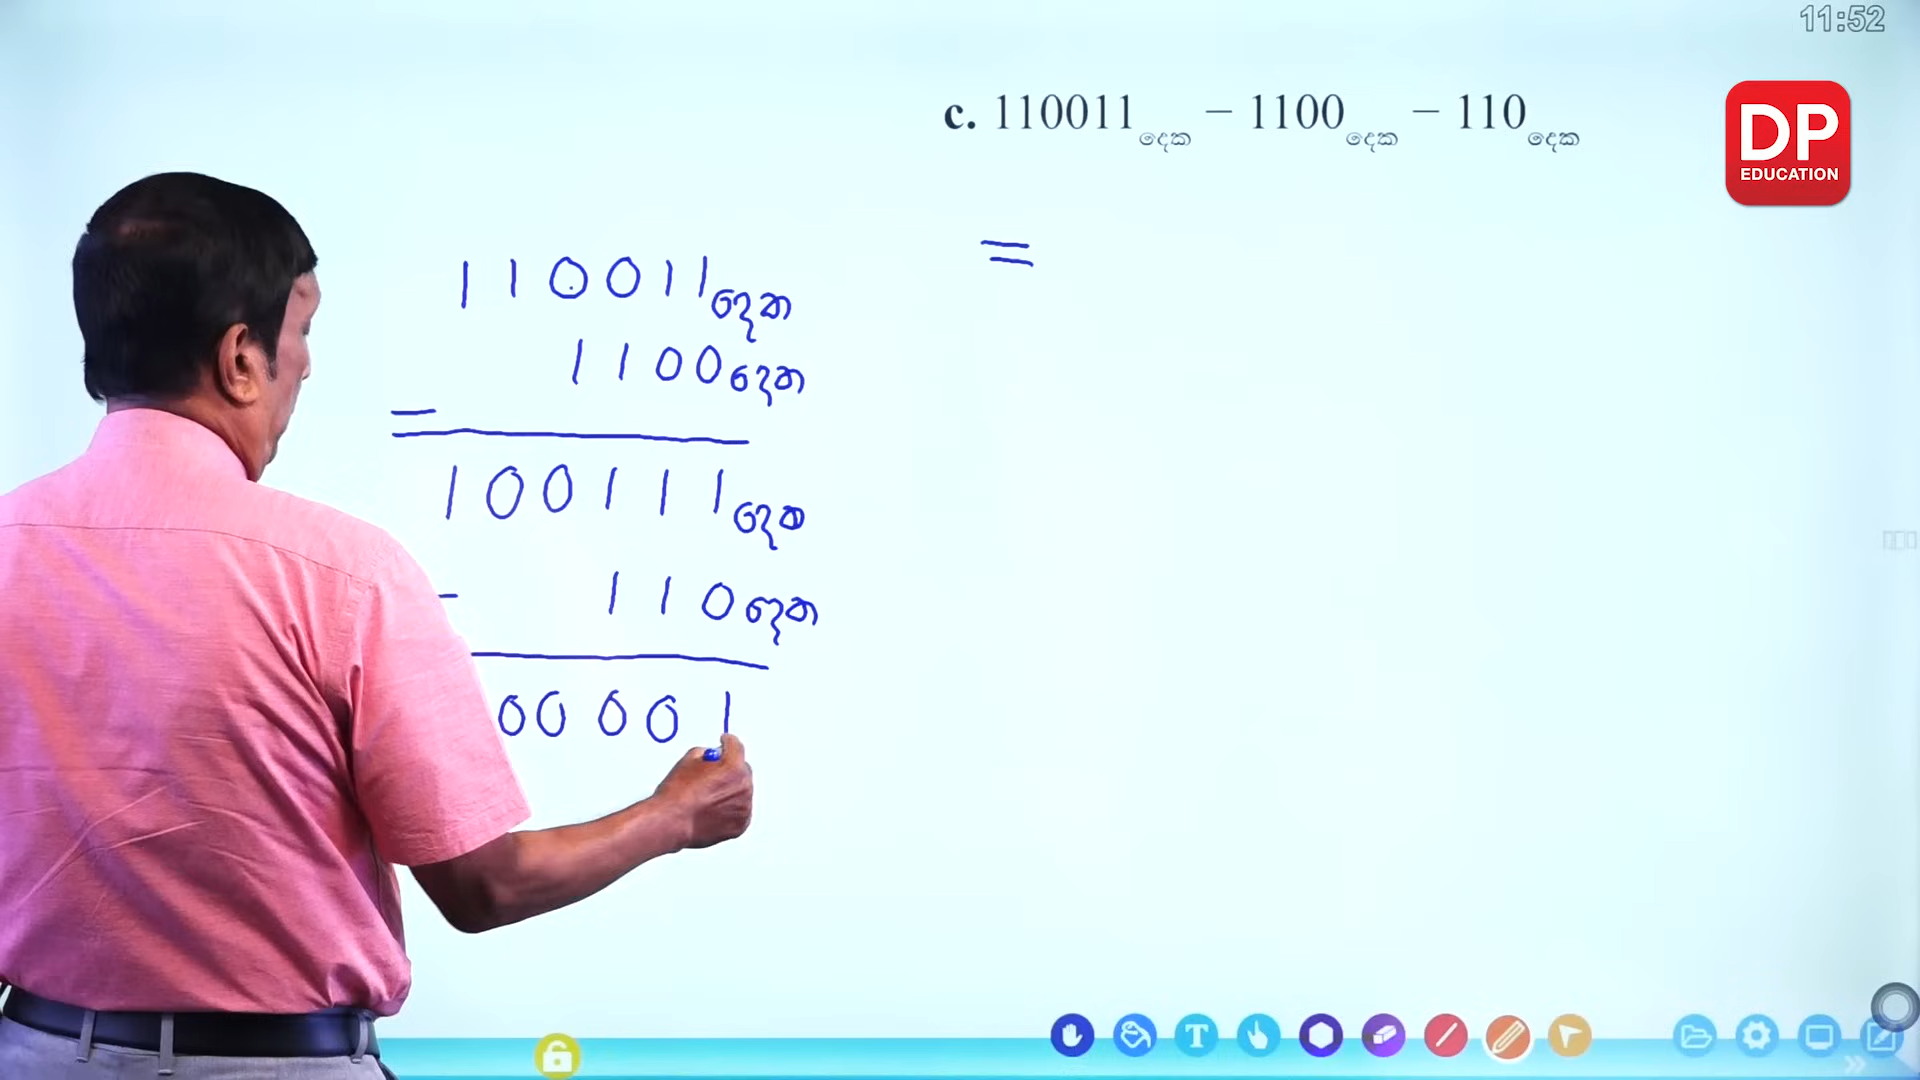 11:52
c. 110011දෙක − 1100දෙක − 110දෙක
DP
EDUCATION
=
110011දෙක
1100දෙක
100111දෙක
- 110දෙක
00001
T